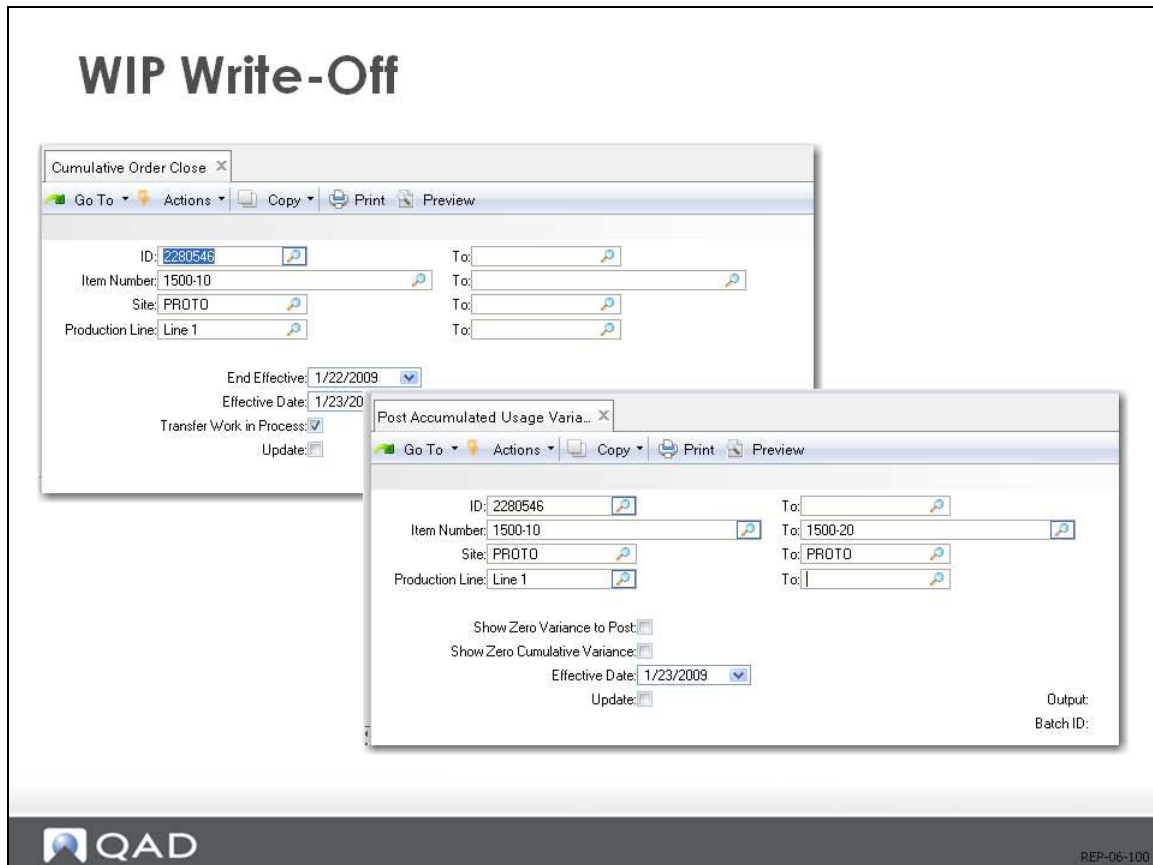 WIP Write-Off
Cumulative Order Close X
Go To Actions Copy Print Preview
ID: 2280546 To:
Item Number: 1500-10 To:
Site: PROTO To:
Production Line: Line 1 To:
End Effective: 1/22/2009
Effective Date: 1/23/20
Transfer Work in Process:
Update:
Post Accumulated Usage Varia... X
Go To Actions Copy Print Preview
ID: 2280546 To:
Item Number: 1500-10 To: 1500-20
Site: PROTO To: PROTO
Production Line: Line 1 To:
Show Zero Variance to Post:
Show Zero Cumulative Variance:
Effective Date: 1/23/2009
Update: Output:
Batch ID:
QAD
REP-06-100